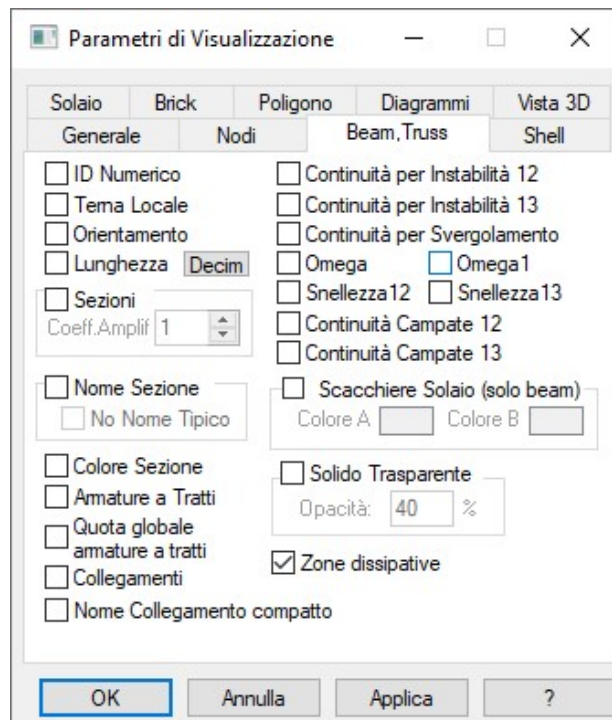 Parametri di Visualizzazione
Solaio Brick Poligono Diagrammi Vista 3D
Generale Nodi Beam,Truss Shell
ID Numerico
Terna Locale
Orientamento
Lunghezza Decim
Sezioni
Coeff.Amplif 1
Nome Sezione
No Nome Tipico
Colore Sezione
Armature a Tratti
Quota globale
armature a tratti
Collegamenti
Nome Collegamento compatto
Continuità per Instabilità 12
Continuità per Instabilità 13
Continuità per Svergolamento
Omega Omega1
Snellezza12 Snellezza13
Continuità Campate 12
Continuità Campate 13
Scacchiere Solaio (solo beam)
Colore A Colore B
Solido Trasparente
Opacità: 40 %
Zone dissipative
OK Annulla Applica ?